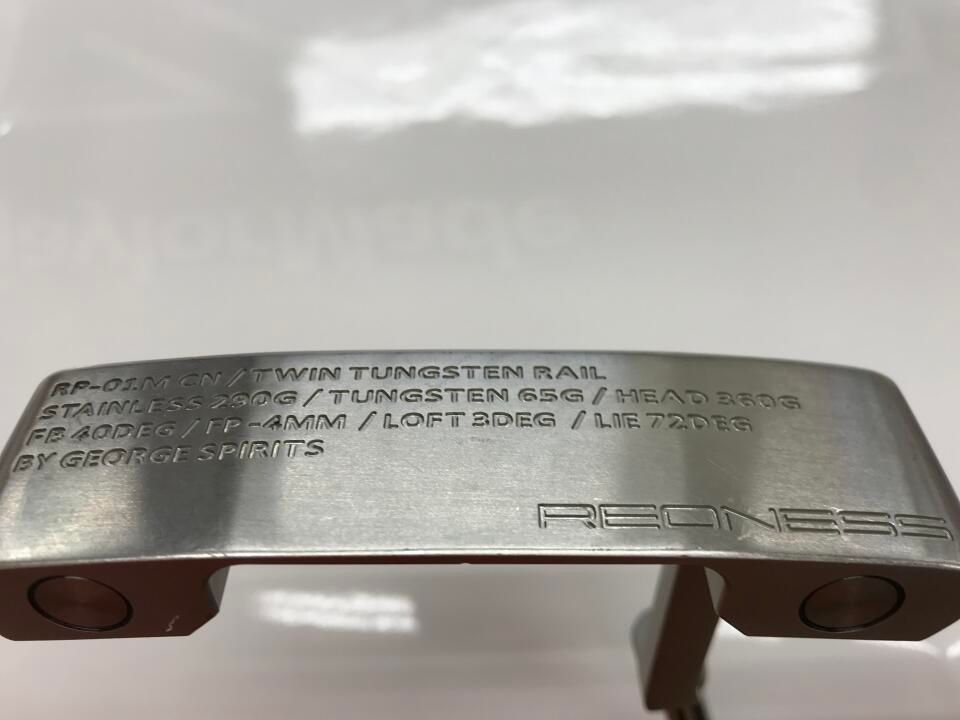 RP-01M CN / TWIN TUNGSTEN RAIL
STAINLESS 290G / TUNGSTEN 65G / HEAD 360G
FB 40DEG / FP -4MM / LOFT 3DEG / LIE 72DEG
BY GEORGE SPIRITS
REONESS